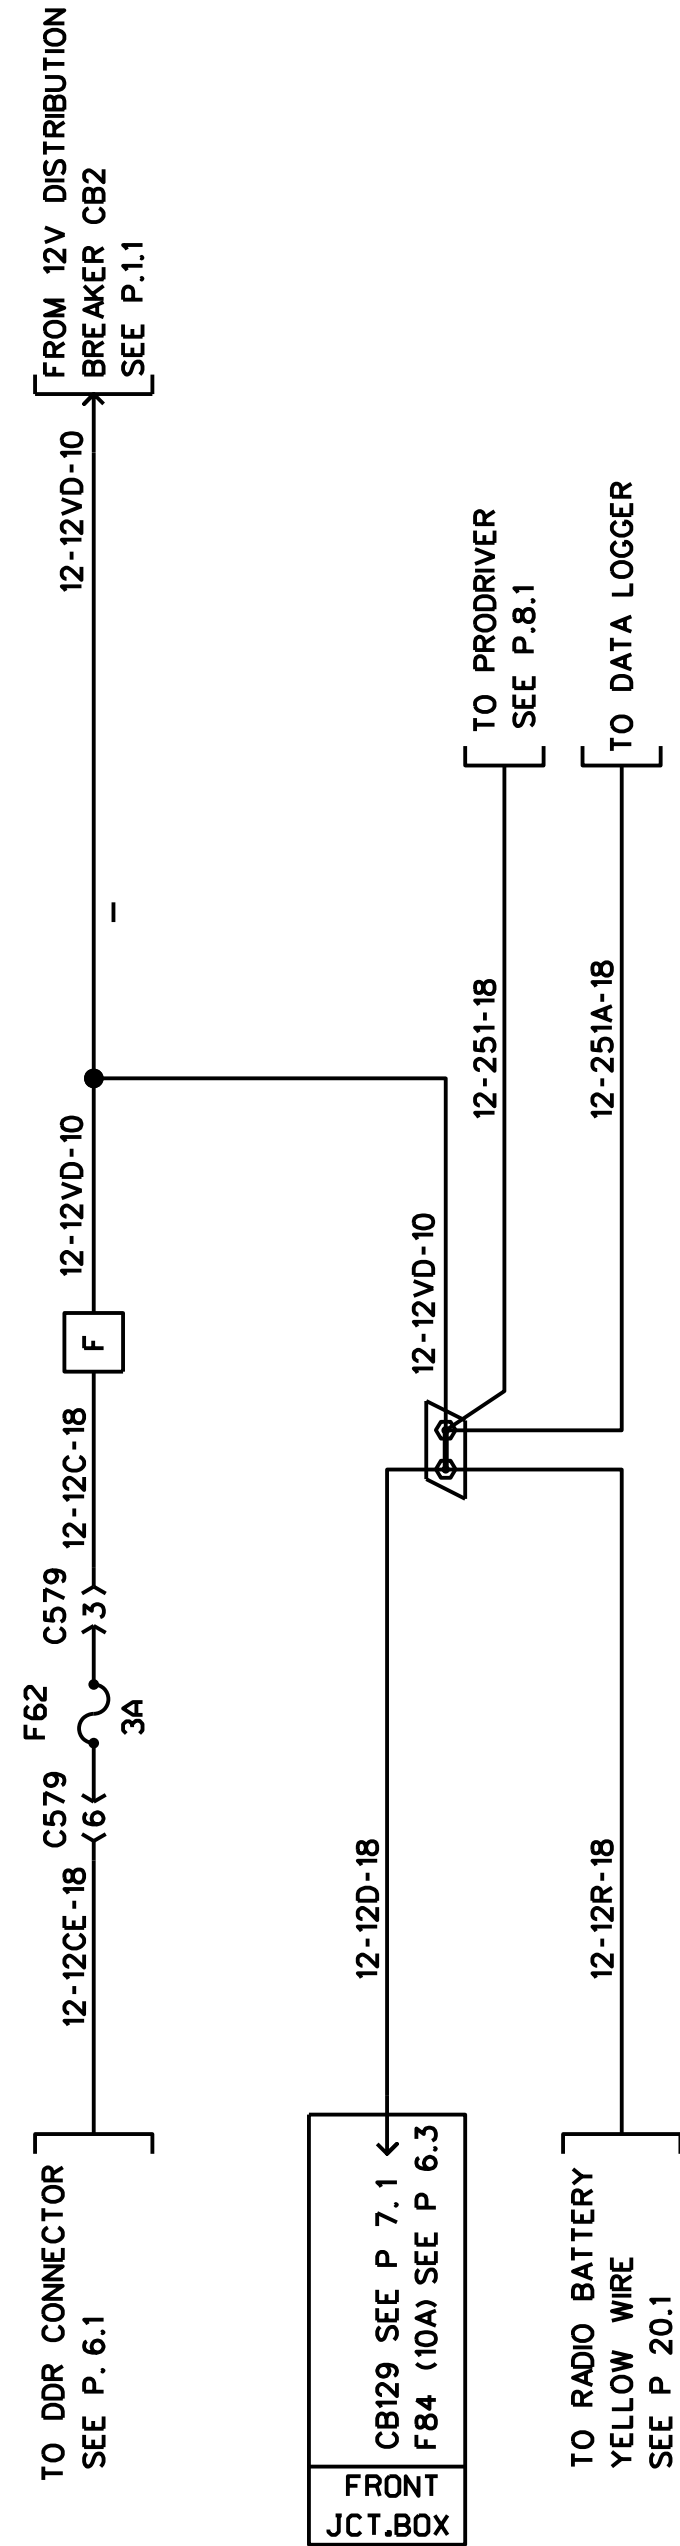 FROM 12V DISTRIBUTION
BREAKER CB2
SEE P.1.1
12-12VD-10
TO PRODRIVER
SEE P.8.1
TO DATA LOGGER
12-251-18
12-251A-18
12-12VD-10
12-12VD-10
F
12-12C-18
C579
3
F62
3A
C579
6
12-12CE-18
12-12D-18
12-12R-18
TO DDR CONNECTOR
SEE P. 6.1
CB129 SEE P 7.1
F84 (10A) SEE P 6.3
FRONT
JCT.BOX
TO RADIO BATTERY
YELLOW WIRE
SEE P 20.1